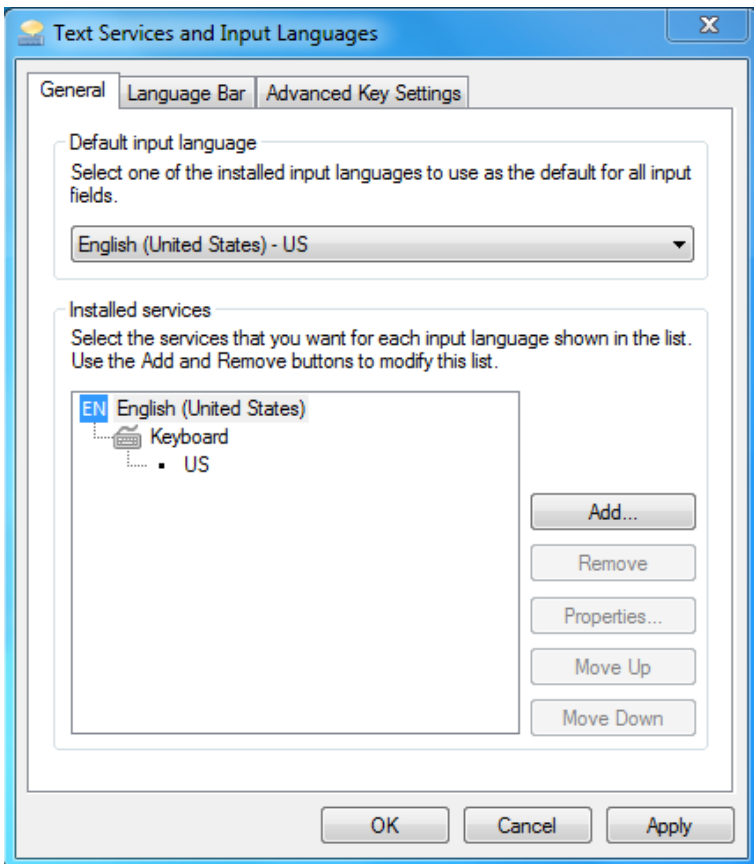 Text Services and Input Languages
General
Language Bar
Advanced Key Settings
Default input language
Select one of the installed input languages to use as the default for all input
fields.
English (United States) - US
Installed services
Select the services that you want for each input language shown in the list.
Use the Add and Remove buttons to modify this list.
EN English (United States)
Keyboard
US
Add...
Remove
Properties...
Move Up
Move Down
OK
Cancel
Apply